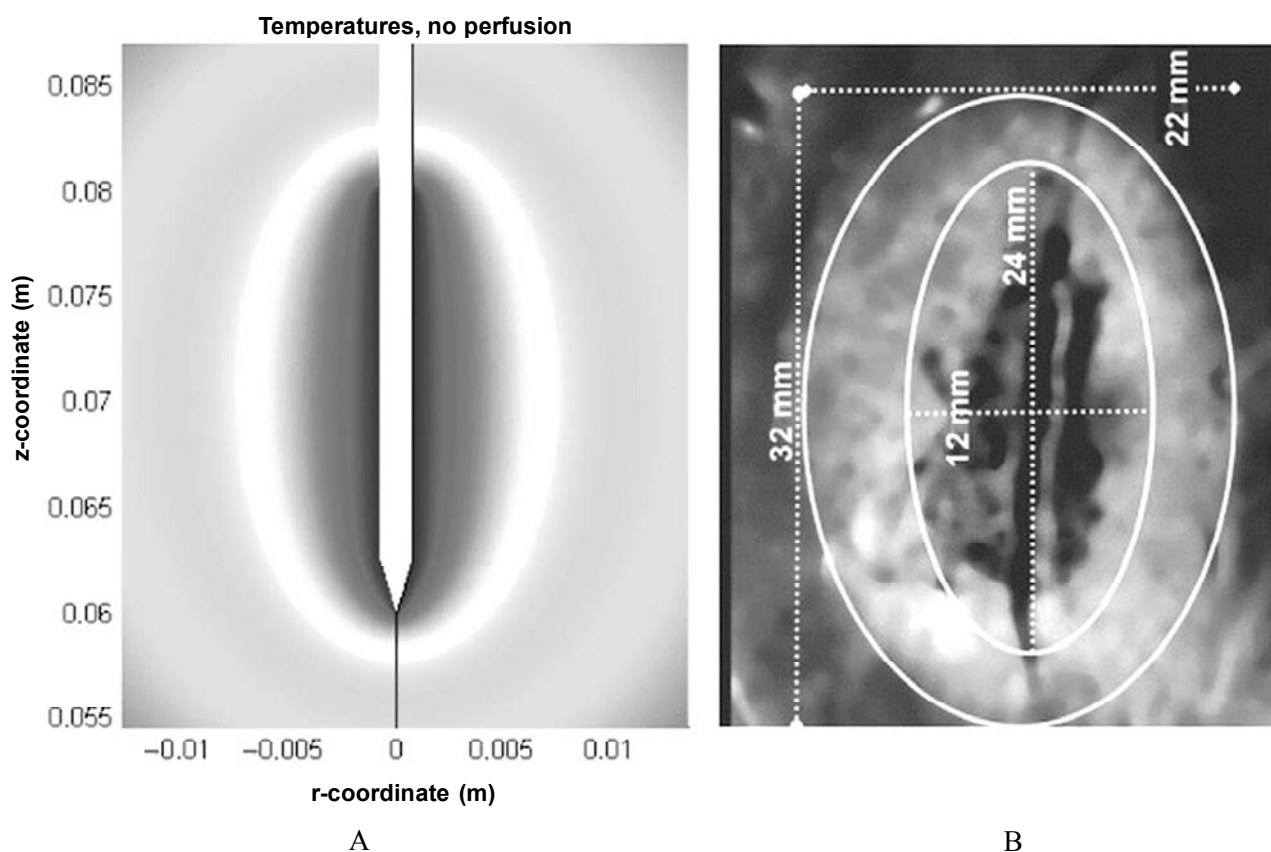 Temperatures, no perfusion
0.085
0.08
0.075
0.07
0.065
0.06
0.055
z-coordinate (m)
−0.01 −0.005 0 0.005 0.01
r-coordinate (m)
A
22 mm
24 mm
12 mm
32 mm
B